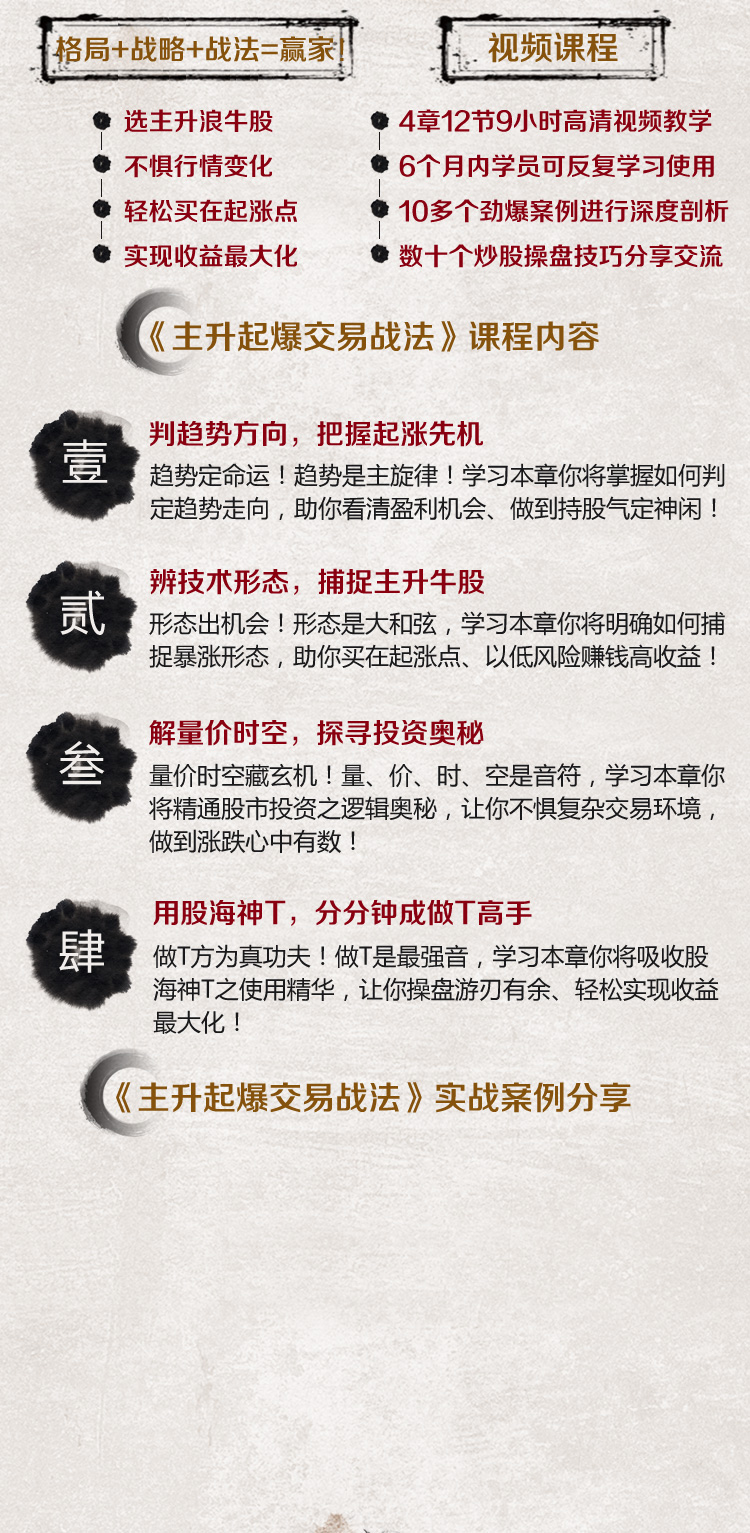 格局+战略+战法=赢家!
视频课程
选主升浪牛股
不惧行情变化
轻松买在起涨点
实现收益最大化
4章12节9小时高清视频教学
6个月内学员可反复学习使用
10多个劲爆案例进行深度剖析
数十个炒股操盘技巧分享交流
《主升起爆交易战法》课程内容
壹
判趋势方向，把握起涨先机
趋势定命运！趋势是主旋律！学习本章你将掌握如何判
定趋势走向，助你看清盈利机会、做到持股气定神闲！
贰
辨技术形态，捕捉主升牛股
形态出机会！形态是大和弦，学习本章你将明确如何捕
捉暴涨形态，助你买在起涨点、以低风险赚钱高收益！
叁
解量价时空，探寻投资奥秘
量价时空藏玄机！量、价、时、空是音符，学习本章你
将精通股市投资之逻辑奥秘，让你不惧复杂交易环境，
做到涨跌心中有数！
肆
用股海神T，分分钟成做T高手
做T方为真功夫！做T是最强音，学习本章你将吸收股
海神T之使用精华，让你操盘游刃有余、轻松实现收益
最大化！
《主升起爆交易战法》实战案例分享